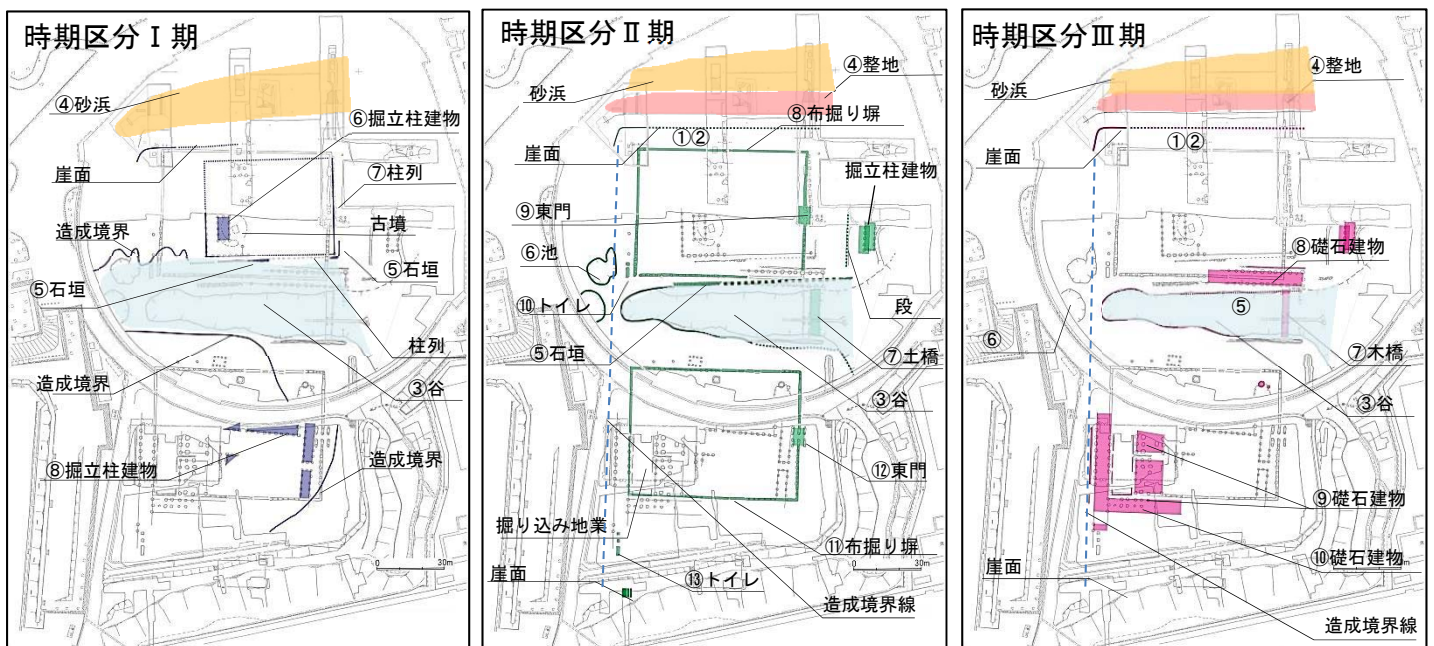 時期区分Ⅰ期
④砂浜
⑥掘立柱建物
崖面
⑦柱列
造成境界
古墳
⑤石垣
⑤石垣
柱列
造成境界
③谷
⑧掘立柱建物
造成境界
0
30m
時期区分Ⅱ期
④整地
砂浜
⑧布掘り塀
①②
崖面
掘立柱建物
⑨東門
⑥池
⑩トイレ
段
⑤石垣
⑦土橋
③谷
⑫東門
掘り込み地業
⑪布掘り塀
崖面
⑬トイレ
0
30m
造成境界線
時期区分Ⅲ期
④整地
砂浜
①②
崖面
⑧礎石建物
⑤
⑥
⑦木橋
③谷
⑨礎石建物
崖面
⑩礎石建物
造成境界線